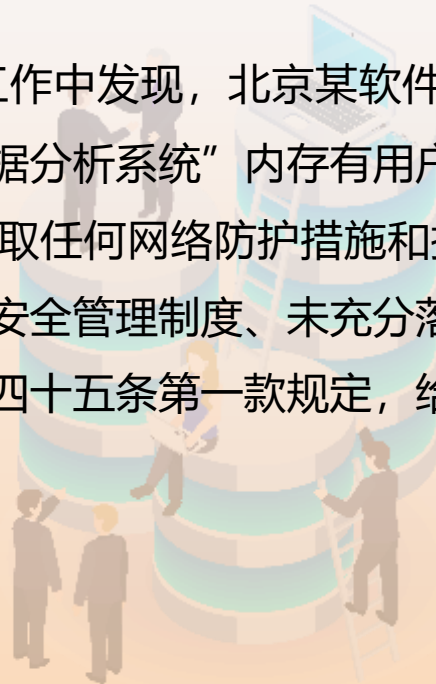 工作中发现，北京某软件
据分析系统”内存有用户
取任何网络防护措施和
安全管理制度、未充分落
四十五条第一款规定，给